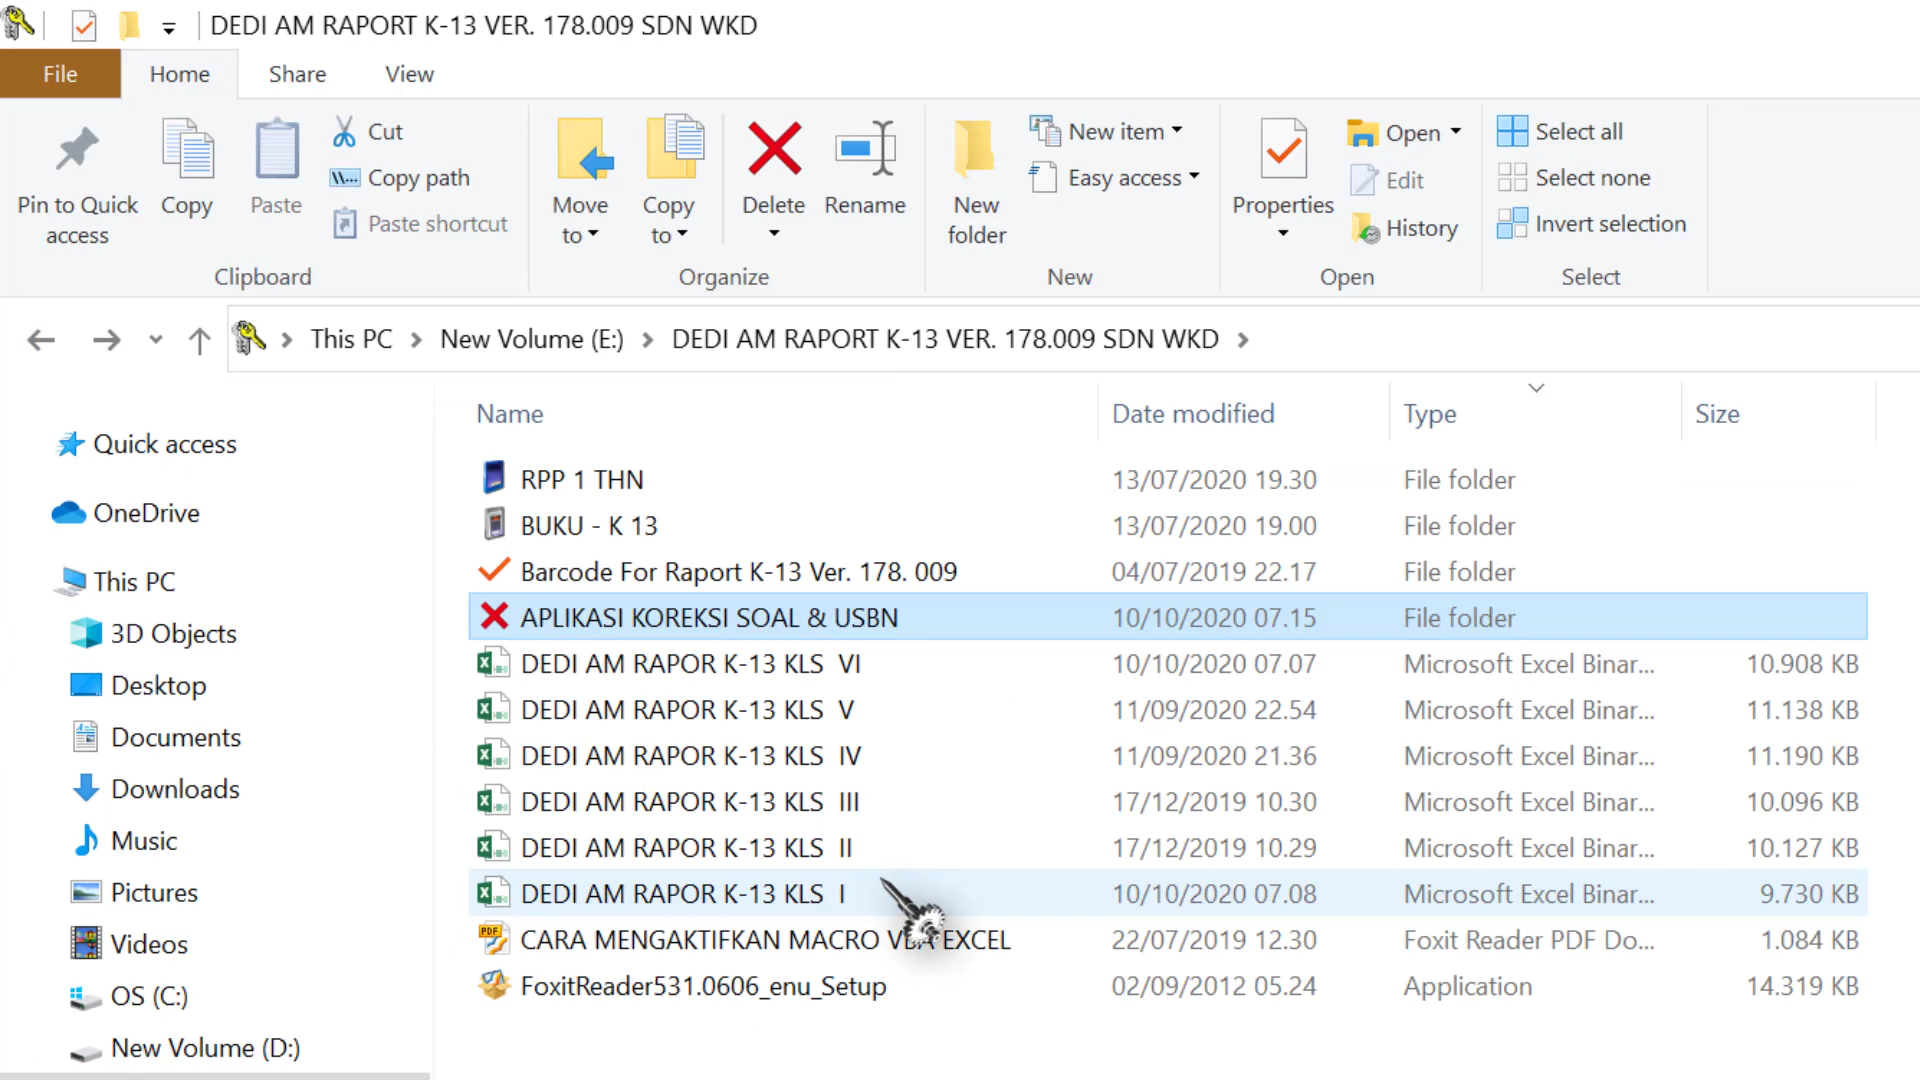 DEDI AM RAPORT K-13 VER. 178.009 SDN WKD
File Home Share View
Pin to Quick access
Copy
Paste
Cut
Copy path
Paste shortcut
Clipboard
Move to
Copy to
Delete
Rename
Organize
New folder
New item
Easy access
New
Properties
Open
Edit
History
Open
Select all
Select none
Invert selection
Select
This PC New Volume (E:) DEDI AM RAPORT K-13 VER. 178.009 SDN WKD
Quick access
OneDrive
This PC
3D Objects
Desktop
Documents
Downloads
Music
Pictures
Videos
OS (C:)
New Volume (D:)
Name Date modified Type Size
RPP 1 THN 13/07/2020 19.30 File folder
BUKU - K 13 13/07/2020 19.00 File folder
Barcode For Raport K-13 Ver. 178. 009 04/07/2019 22.17 File folder
APLIKASI KOREKSI SOAL & USBN 10/10/2020 07.15 File folder
DEDI AM RAPOR K-13 KLS VI 10/10/2020 07.07 Microsoft Excel Binar... 10.908 KB
DEDI AM RAPOR K-13 KLS V 11/09/2020 22.54 Microsoft Excel Binar... 11.138 KB
DEDI AM RAPOR K-13 KLS IV 11/09/2020 21.36 Microsoft Excel Binar... 11.190 KB
DEDI AM RAPOR K-13 KLS III 17/12/2019 10.30 Microsoft Excel Binar... 10.096 KB
DEDI AM RAPOR K-13 KLS II 17/12/2019 10.29 Microsoft Excel Binar... 10.127 KB
DEDI AM RAPOR K-13 KLS I 10/10/2020 07.08 Microsoft Excel Binar... 9.730 KB
CARA MENGAKTIFKAN MACRO VBA EXCEL 22/07/2019 12.30 Foxit Reader PDF Do... 1.084 KB
FoxitReader531.0606_enu_Setup 02/09/2012 05.24 Application 14.319 KB